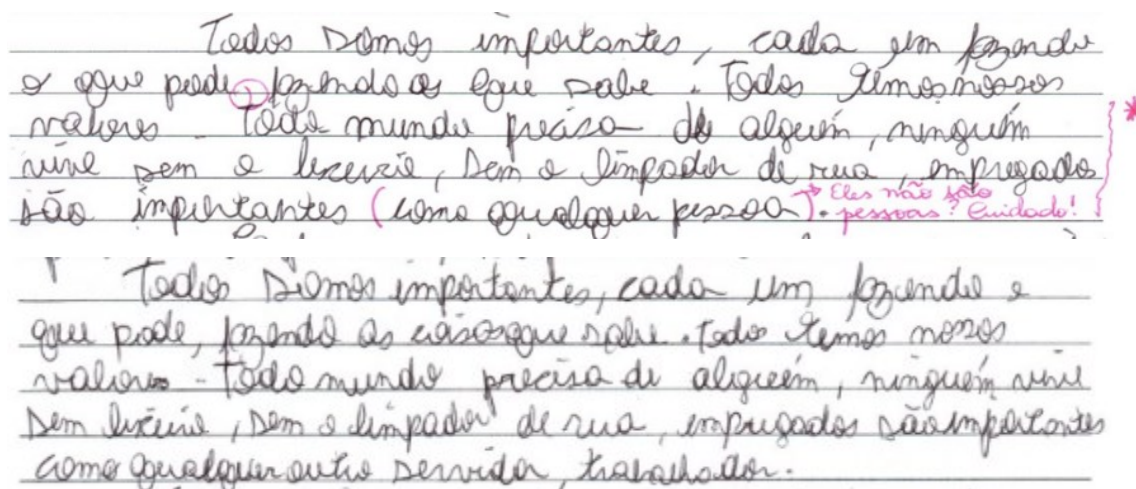 Todos somos importantes, cada um fazendo
o que pode, fazendo as que sabe. Todos temos nossos
valores. Todo mundo precisa de alguém, ninguém
vive sem o lixeiro, sem o limpador de rua, empregados *
são importantes (como qualquer pessoa). → Eles não são
pessoas? Cuidado!
Todos somos importantes, cada um fazendo o
que pode, fazendo as coisas que sabe. Todo temos nossos
valores. Todo mundo precisa de alguém, ninguém vive
sem lixeiro, sem o limpador de rua, empregados são importantes
como qualquer outro servidor, trabalhador.